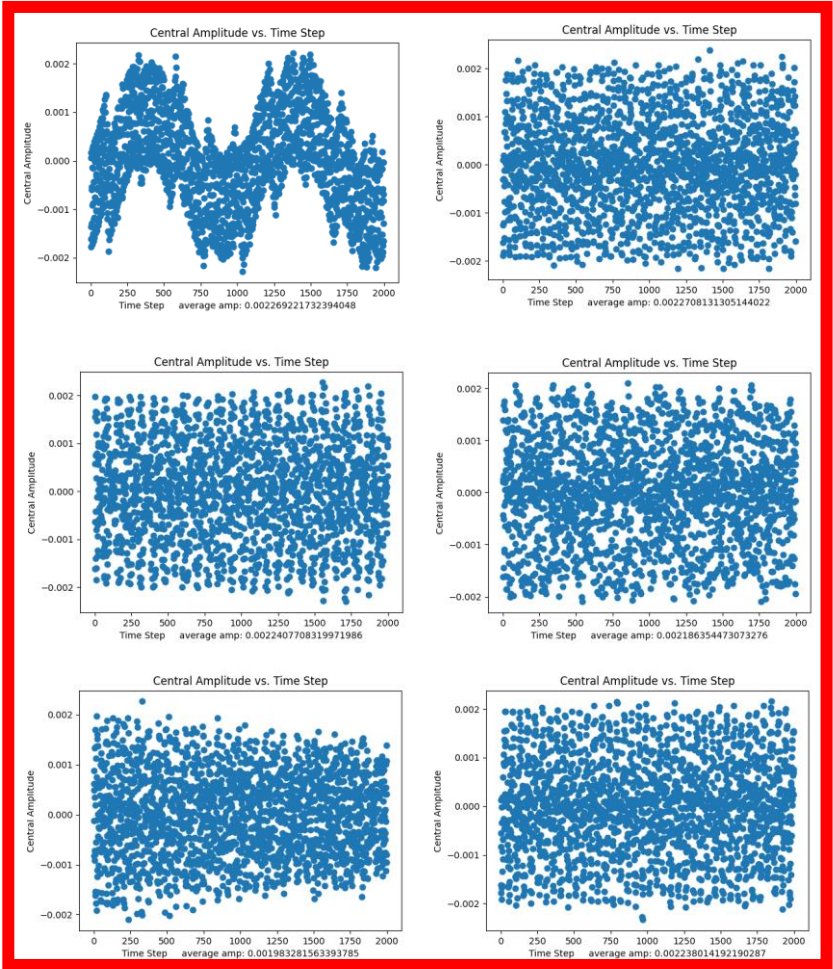 Central Amplitude vs. Time Step
Central Amplitude
0.002
0.001
0.000
−0.001
−0.002
0 250 500 750 1000 1250 1500 1750 2000
Time Step average amp: 0.002269221732394048
Central Amplitude vs. Time Step
Central Amplitude
0.002
0.001
0.000
−0.001
−0.002
0 250 500 750 1000 1250 1500 1750 2000
Time Step average amp: 0.0022708131305144022
Central Amplitude vs. Time Step
Central Amplitude
0.002
0.001
0.000
−0.001
−0.002
0 250 500 750 1000 1250 1500 1750 2000
Time Step average amp: 0.0022407708319971986
Central Amplitude vs. Time Step
Central Amplitude
0.002
0.001
0.000
−0.001
−0.002
0 250 500 750 1000 1250 1500 1750 2000
Time Step average amp: 0.002186354473073276
Central Amplitude vs. Time Step
Central Amplitude
0.002
0.001
0.000
−0.001
−0.002
0 250 500 750 1000 1250 1500 1750 2000
Time Step average amp: 0.001983281563393785
Central Amplitude vs. Time Step
Central Amplitude
0.002
0.001
0.000
−0.001
−0.002
0 250 500 750 1000 1250 1500 1750 2000
Time Step average amp: 0.002238014192190287